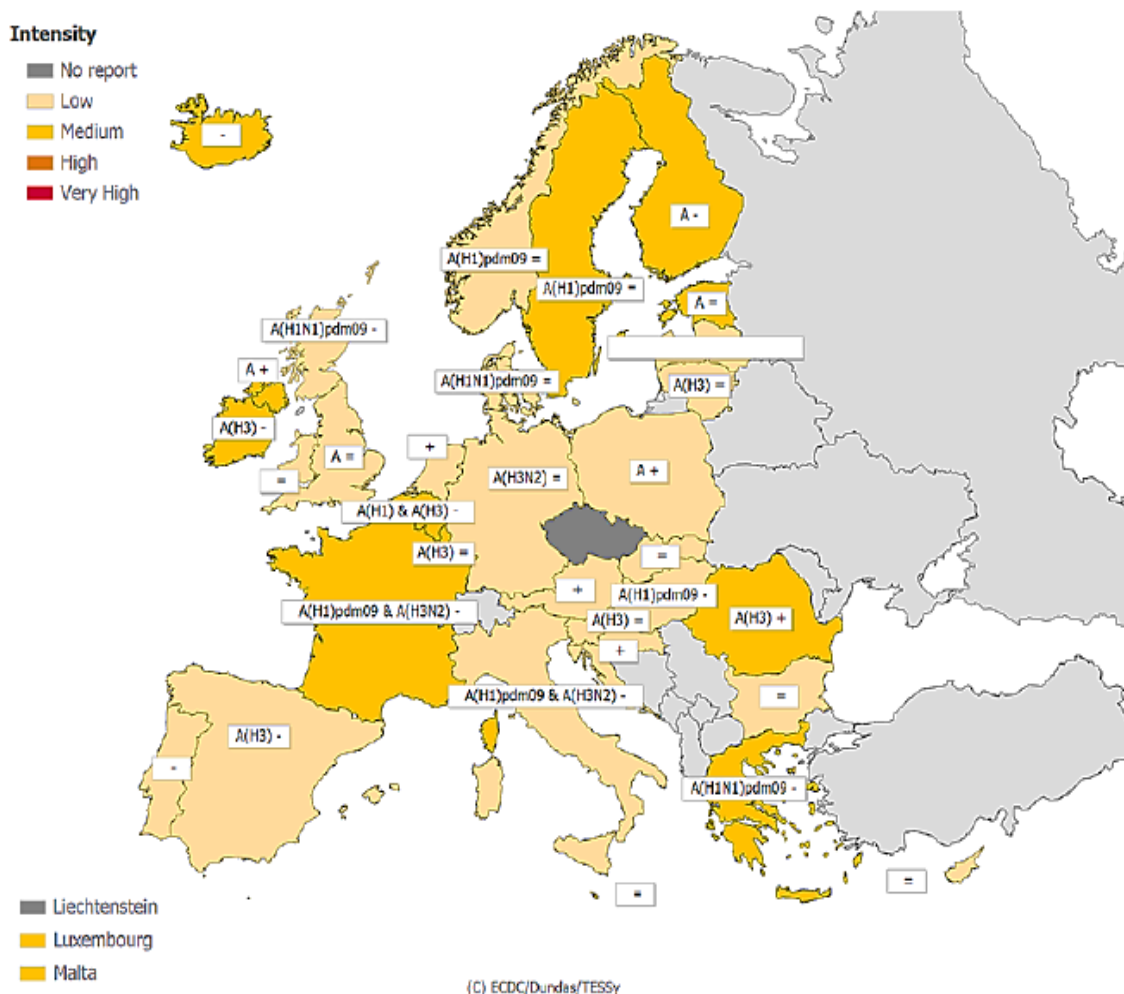 Intensity
No report
Low
Medium
High
Very High
-
A -
A(H1)pdm09 =
A(H1)pdm09 =
A =
A(H1N1)pdm09 -
A +
A(H1N1)pdm09 =
A(H3) =
A(H3) -
A =
+
=
A(H3N2) =
A +
A(H1) & A(H3) -
A(H3) =
=
+
A(H1)pdm09 -
A(H1)pdm09 & A(H3N2) -
A(H3) =
A(H3) +
+
A(H1)pdm09 & A(H3N2) -
=
A(H3) -
-
A(H1N1)pdm09 -
=
=
Liechtenstein
Luxembourg
Malta
(C) ECDC/Dundas/TESSy